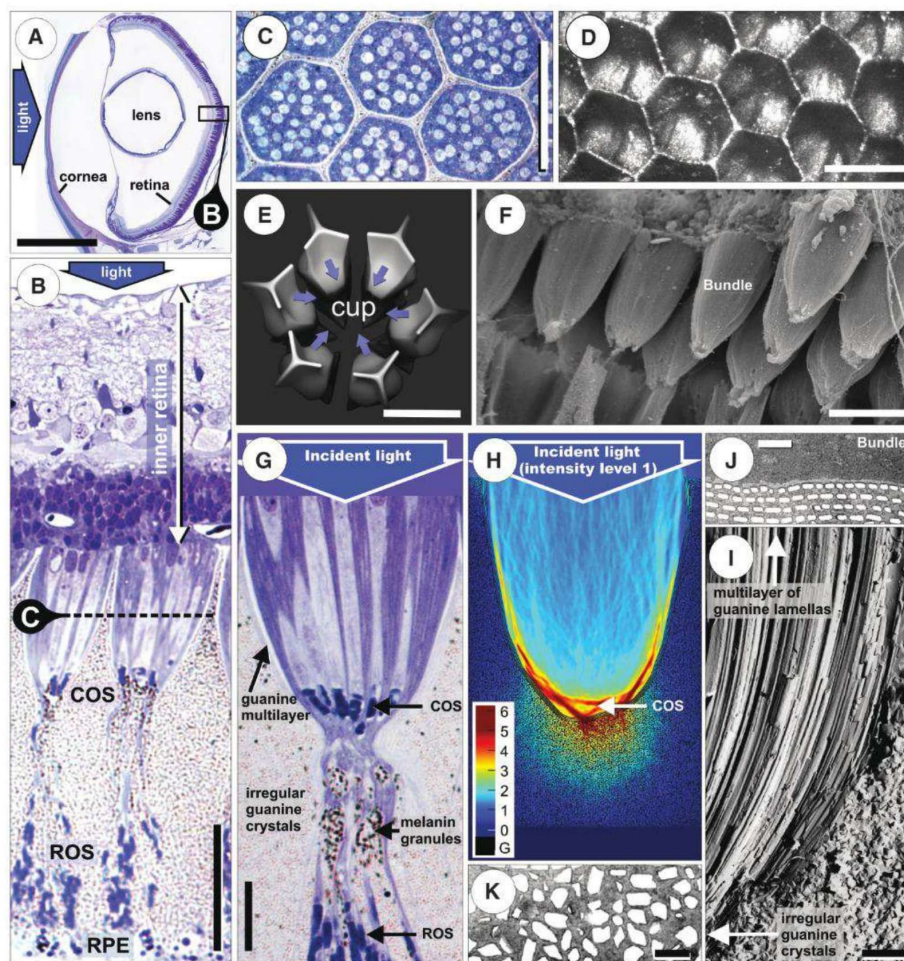 A
light
lens
cornea
retina
B
C
D
E
cup
F
Bundle
B
light
inner retina
C
COS
ROS
RPE
G
Incident light
guanine
multilayer
COS
irregular
guanine
crystals
melanin
granules
ROS
H
Incident light
(intensity level 1)
COS
6
5
4
3
2
1
0
G
K
J
Bundle
I
multilayer of
guanine lamellas
irregular
guanine
crystals